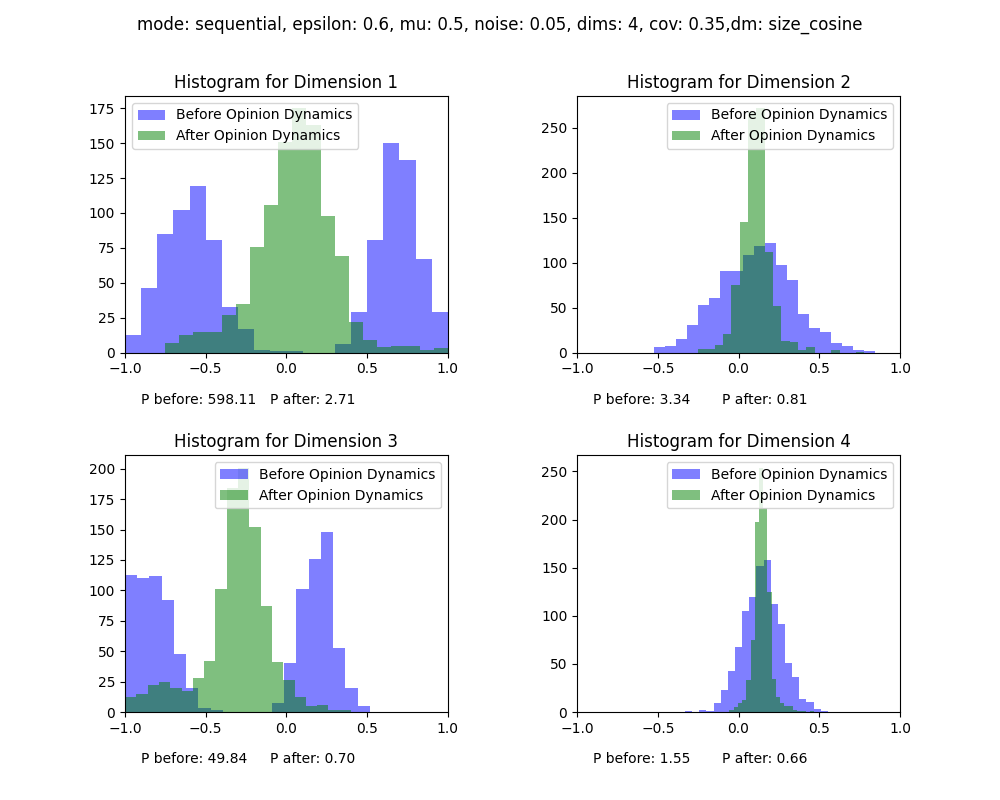 mode: sequential, epsilon: 0.6, mu: 0.5, noise: 0.05, dims: 4, cov: 0.35,dm: size_cosine
Histogram for Dimension 1
Before Opinion Dynamics
After Opinion Dynamics
175
150
125
100
75
50
25
0
−1.0 −0.5 0.0 0.5 1.0
P before: 598.11 P after: 2.71
Histogram for Dimension 2
Before Opinion Dynamics
After Opinion Dynamics
250
200
150
100
50
0
−1.0 −0.5 0.0 0.5 1.0
P before: 3.34 P after: 0.81
Histogram for Dimension 3
Before Opinion Dynamics
After Opinion Dynamics
200
175
150
125
100
75
50
25
0
−1.0 −0.5 0.0 0.5 1.0
P before: 49.84 P after: 0.70
Histogram for Dimension 4
Before Opinion Dynamics
After Opinion Dynamics
250
200
150
100
50
0
−1.0 −0.5 0.0 0.5 1.0
P before: 1.55 P after: 0.66